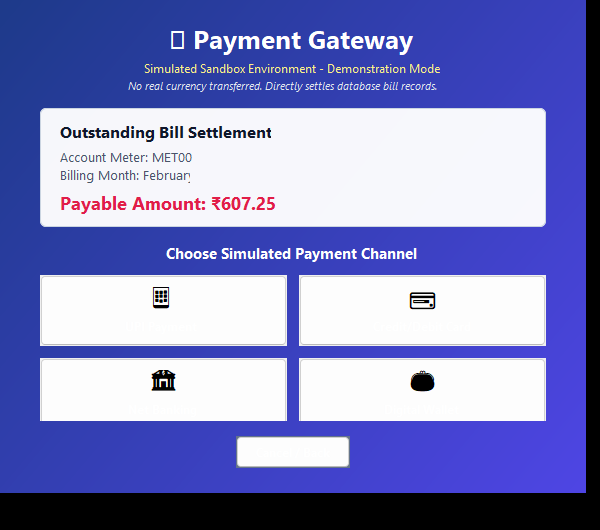 Payment Gateway
Simulated Sandbox Environment - Demonstration Mode
No real currency transferred. Directly settles database bill records.
Outstanding Bill Settlement
Account Meter: MET00
Billing Month: February
Payable Amount: ₹607.25
Choose Simulated Payment Channel